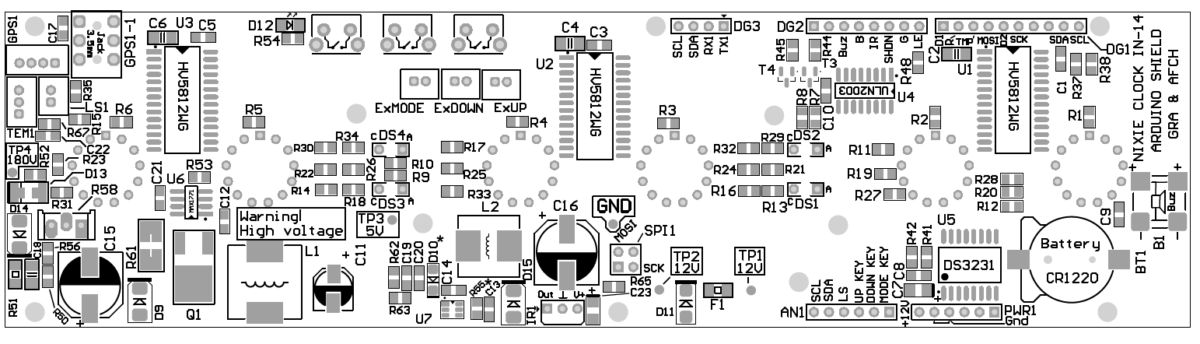 GPS1
C17
Jack
3.5mm
GPS1-1
C6
U3
C5
D12
R54
C4
C3
U2
HV5812WG
HV5812WG
HV5812WG
SCL
SDA
RX1
TX1
DG3
DG2
R45
R44
Buz
B
IR
SHDN
G
LE
R48
C2
D1
TMP
MOSI
D2
SCK
SDA
SCL
DG1
U1
C1
R37
R38
T4
T3
ULN2003
U4
R8
R7
C10
R35
LS1
R15
R6
TEM1
R67
R5
ExMODE
ExDOWN
ExUP
R4
R3
R2
R1
NIXIE CLOCK IN-14
ARDUINO SHIELD
GRA & AFCH
TP4
180V
R52
C22
R23
D13
R58
C21
R53
U6
C12
R30
R34
R22
R14
R18
R26
C
DS4
A
R10
R9
C
DS3
A
R17
R25
R33
R32
R29
R24
R21
R16
R13
C
DS2
A
C
DS1
A
R11
R19
R27
R28
R20
R12
C9
Buz
B1
D14
R31
R56
C15
C18
R51
R50
R61
D9
Q1
Warning!
High voltage
L1
C11
TP3
5V
R62
C19
C20
D10
*
C14
R63
U7
L2
C16
R65*
C13
D15
IR1
Out
⊥
V+
GND
MOSI
SPI1
SCK
R65
C23
TP2
12V
D11
TP1
12V
F1
AN1
SCL
SDA
LS
UP KEY
DOWN KEY
MODE KEY
R42
R41
C8
C7
U5
DS3231
+12V
PWR1
Gnd
Battery
CR1220
BT1